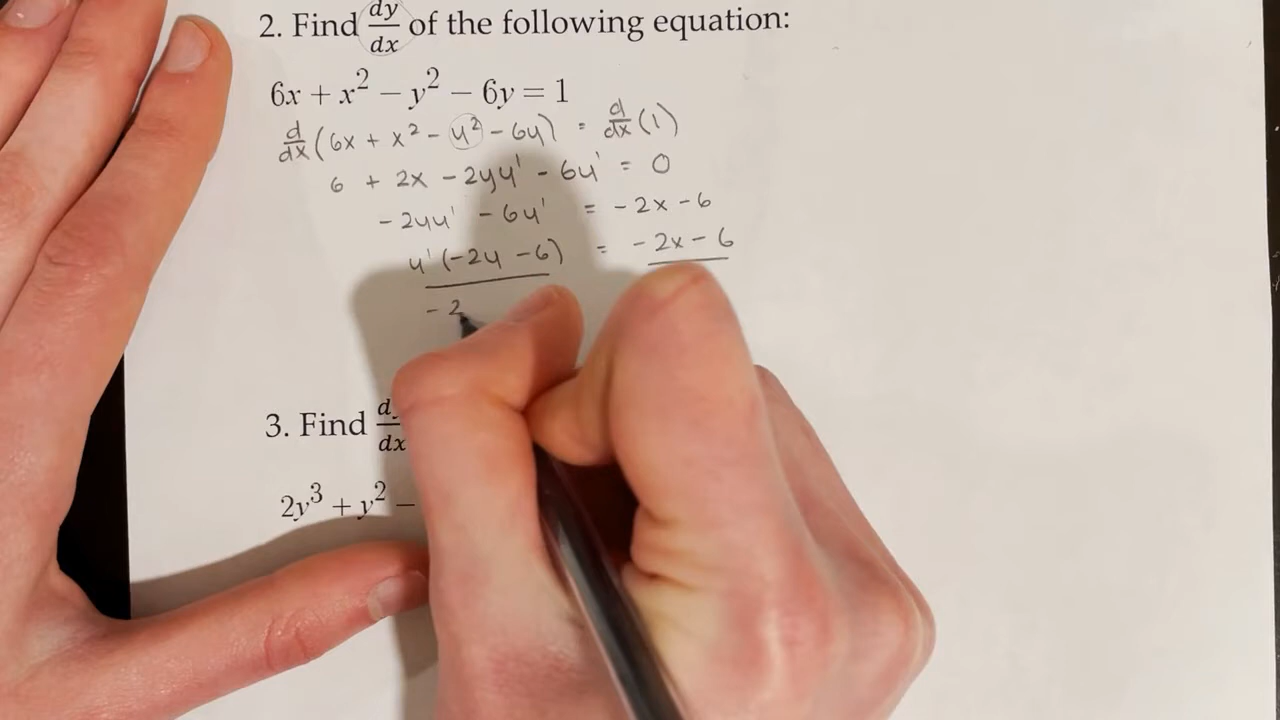 2. Find dy/dx of the following equation:
6x + x² − y² − 6y = 1
d/dx (6x + x² - y² - 6y) = d/dx (1)
6 + 2x - 2yy' - 6y' = 0
- 2yy' - 6y' = - 2x - 6
y' (-2y - 6) = - 2x - 6
- 2
3. Find dx
2y³ + y² −